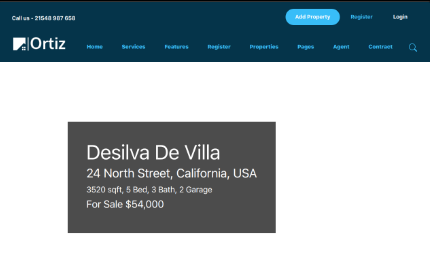 Call us - 21548 987 658
Add Property
Register
Login
Ortiz
Home
Services
Features
Register
Properties
Pages
Agent
Contract
Desilva De Villa
24 North Street, California, USA
3520 sqft, 5 Bed, 3 Bath, 2 Garage
For Sale $54,000